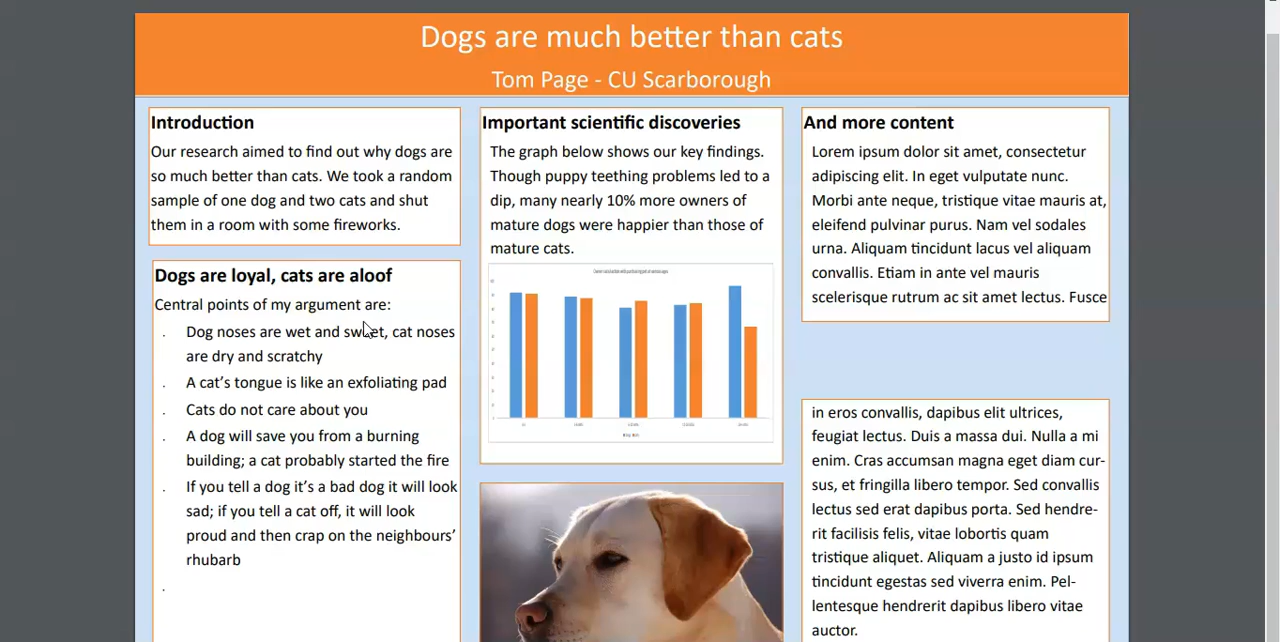 Dogs are much better than cats
Tom Page - CU Scarborough
Introduction
Our research aimed to find out why dogs are
so much better than cats. We took a random
sample of one dog and two cats and shut
them in a room with some fireworks.
Dogs are loyal, cats are aloof
Central points of my argument are:
Dog noses are wet and sweet, cat noses
are dry and scratchy
A cat's tongue is like an exfoliating pad
Cats do not care about you
A dog will save you from a burning
building; a cat probably started the fire
If you tell a dog it's a bad dog it will look
sad; if you tell a cat off, it will look
proud and then crap on the neighbours'
rhubarb
Important scientific discoveries
The graph below shows our key findings.
Though puppy teething problems led to a
dip, many nearly 10% more owners of
mature dogs were happier than those of
mature cats.
And more content
Lorem ipsum dolor sit amet, consectetur
adipiscing elit. In eget vulputate nunc.
Morbi ante neque, tristique vitae mauris at,
eleifend pulvinar purus. Nam vel sodales
urna. Aliquam tincidunt lacus vel aliquam
convallis. Etiam in ante vel mauris
scelerisque rutrum ac sit amet lectus. Fusce
in eros convallis, dapibus elit ultrices,
feugiat lectus. Duis a massa dui. Nulla a mi
enim. Cras accumsan magna eget diam cur-
sus, et fringilla libero tempor. Sed convallis
lectus sed erat dapibus porta. Sed hendre-
rit facilisis felis, vitae lobortis quam
tristique aliquet. Aliquam a justo id ipsum
tincidunt egestas sed viverra enim. Pel-
lentesque hendrerit dapibus libero vitae
auctor.